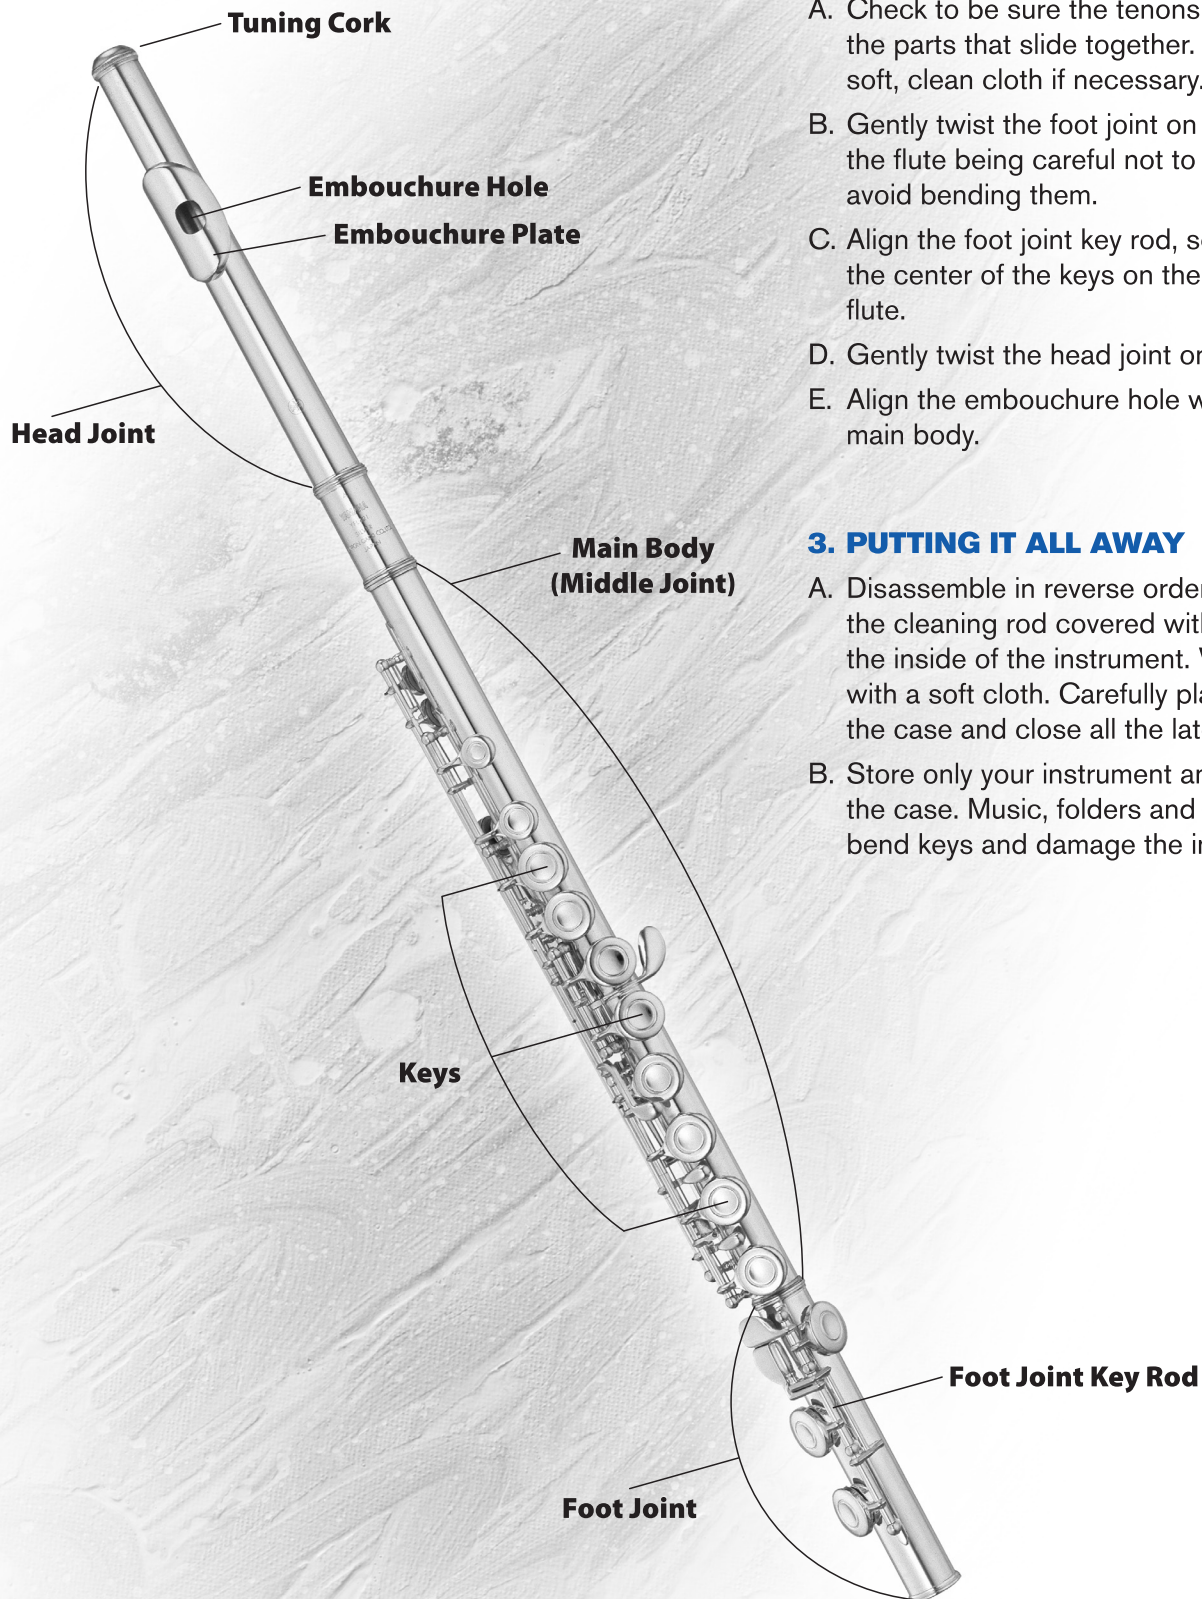 Tuning Cork
Embouchure Hole
Embouchure Plate
Head Joint
Main Body
(Middle Joint)
Keys
Foot Joint Key Rod
Foot Joint
A. Check to be sure the tenons
the parts that slide together.
soft, clean cloth if necessary.
B. Gently twist the foot joint on
the flute being careful not to
avoid bending them.
C. Align the foot joint key rod,
the center of the keys on the
flute.
D. Gently twist the head joint
E. Align the embouchure hole
main body.
3. PUTTING IT ALL AWAY
A. Disassemble in reverse
the cleaning rod covered
the inside of the instrument.
with a soft cloth. Carefully
the case and close all the
B. Store only your instrument
the case. Music, folders and
bend keys and damage the